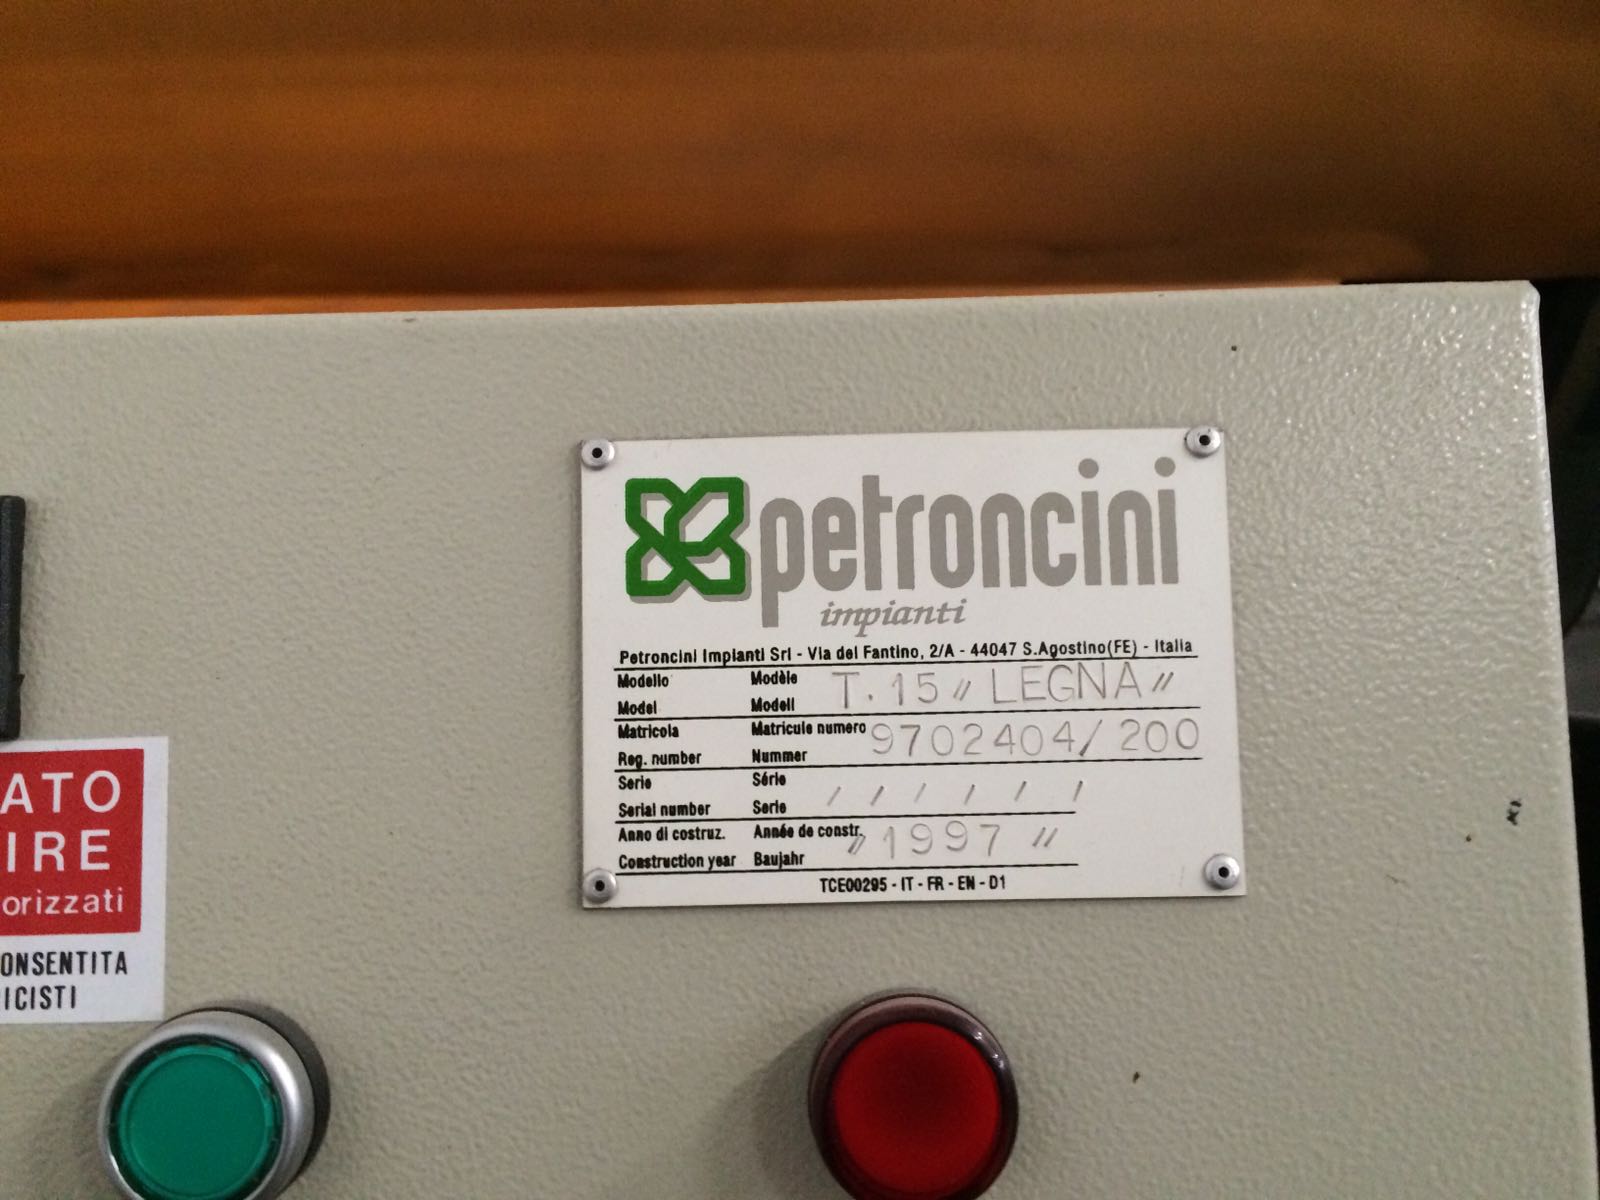 petroncini
impianti
Petroncini Impianti Srl - Via del Fantino, 2/A - 44047 S.Agostino(FE) - Italia
Modello Modèle T. 15 〃 LEGNA 〃
Model Modell
Matricola Matricule numero 9702404/200
Reg. number Nummer
Serie Série / / / / / /
Serial number Serie
Anno di costruz. Année de constr. 〃 1997 〃
Construction year Baujahr
TCE00295 - IT - FR - EN - D1
ATO
IRE
orizzati
ONSENTITA
ICISTI